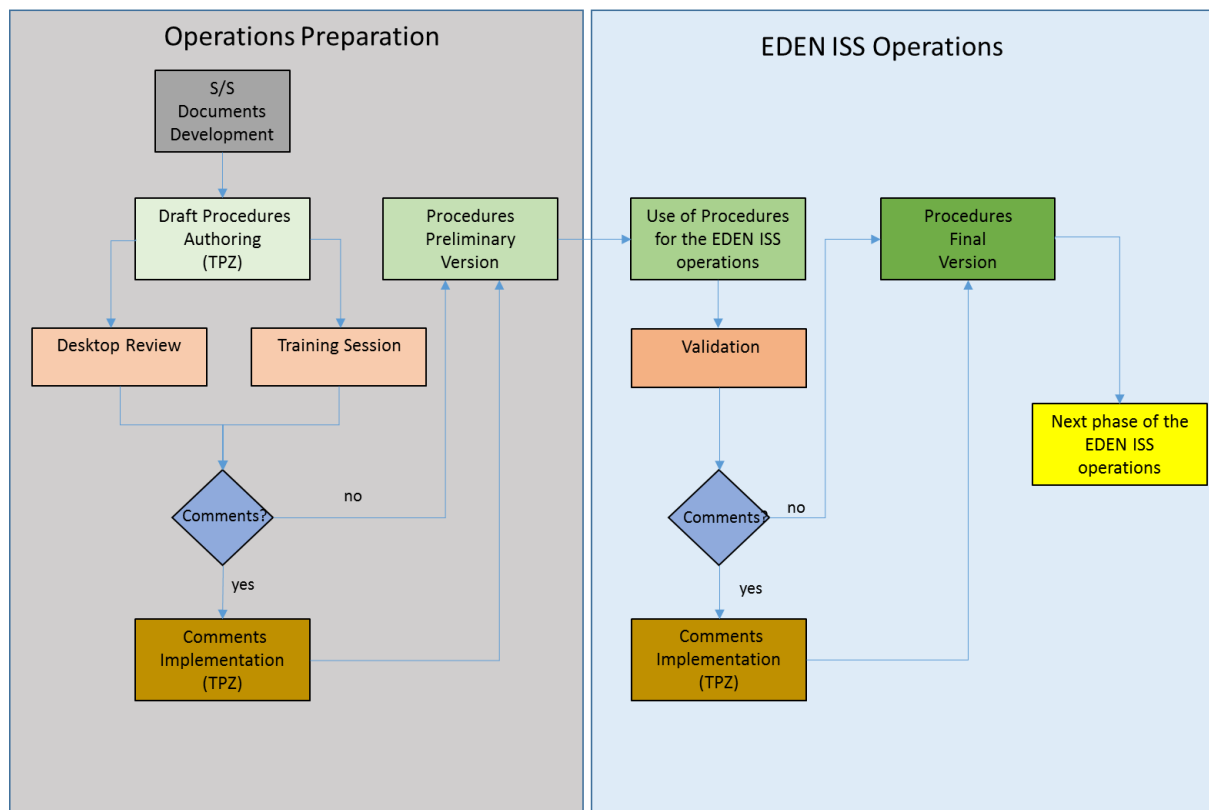 Operations Preparation
S/S
Documents
Development
Draft Procedures
Authoring
(TPZ)
Procedures
Preliminary
Version
Desktop Review
Training Session
Comments?
no
yes
Comments
Implementation
(TPZ)
EDEN ISS Operations
Use of Procedures
for the EDEN ISS
operations
Procedures
Final
Version
Validation
Next phase of the
EDEN ISS
operations
Comments?
no
yes
Comments
Implementation
(TPZ)